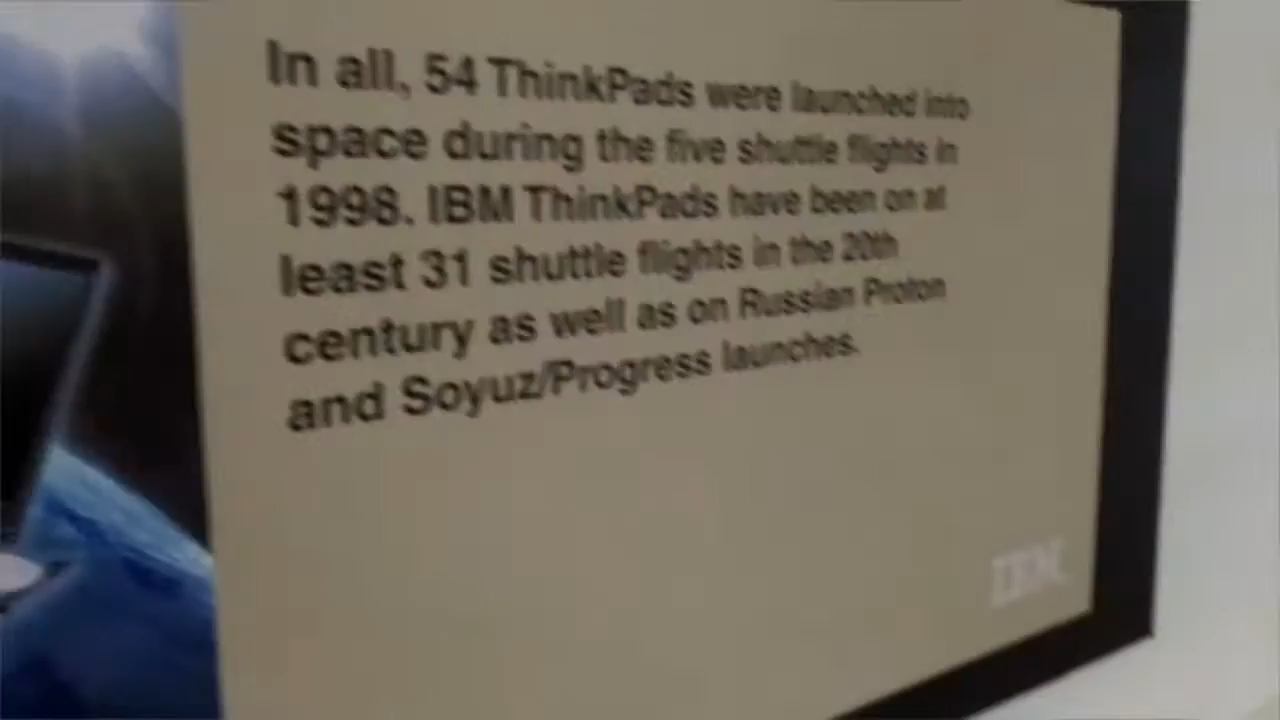 In all, 54 ThinkPads were launched into
space during the five shuttle flights in
1998. IBM ThinkPads have been on at
least 31 shuttle flights in the 20th
century as well as on Russian Proton
and Soyuz/Progress launches.
IBM